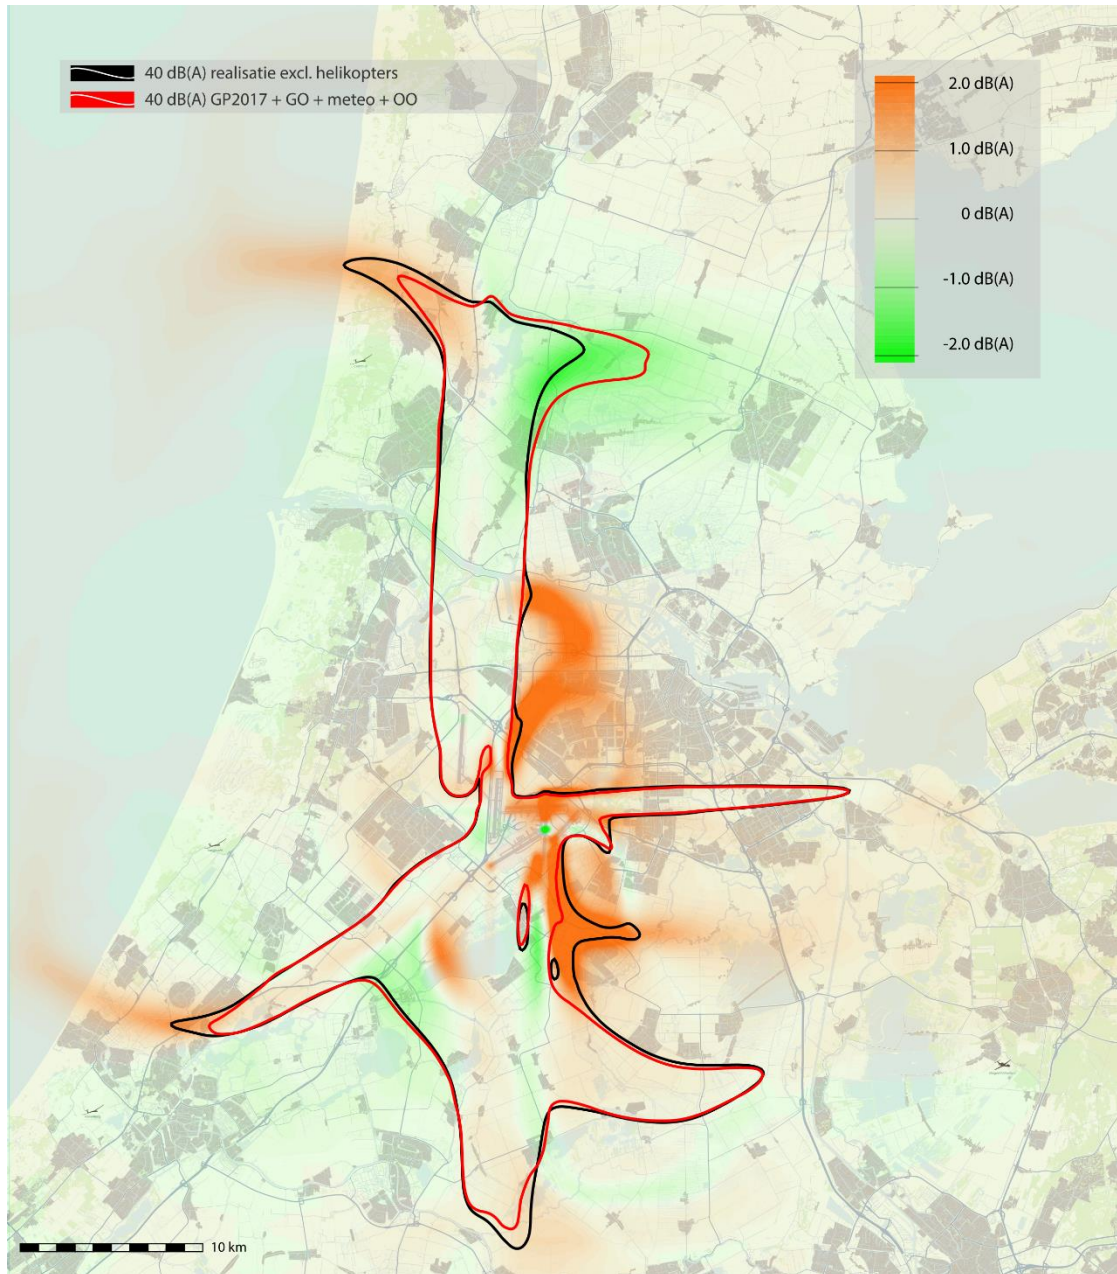 40 dB(A) realisatie excl. helikopters
40 dB(A) GP2017 + GO + meteo + OO
2.0 dB(A)
1.0 dB(A)
0 dB(A)
-1.0 dB(A)
-2.0 dB(A)
10 km